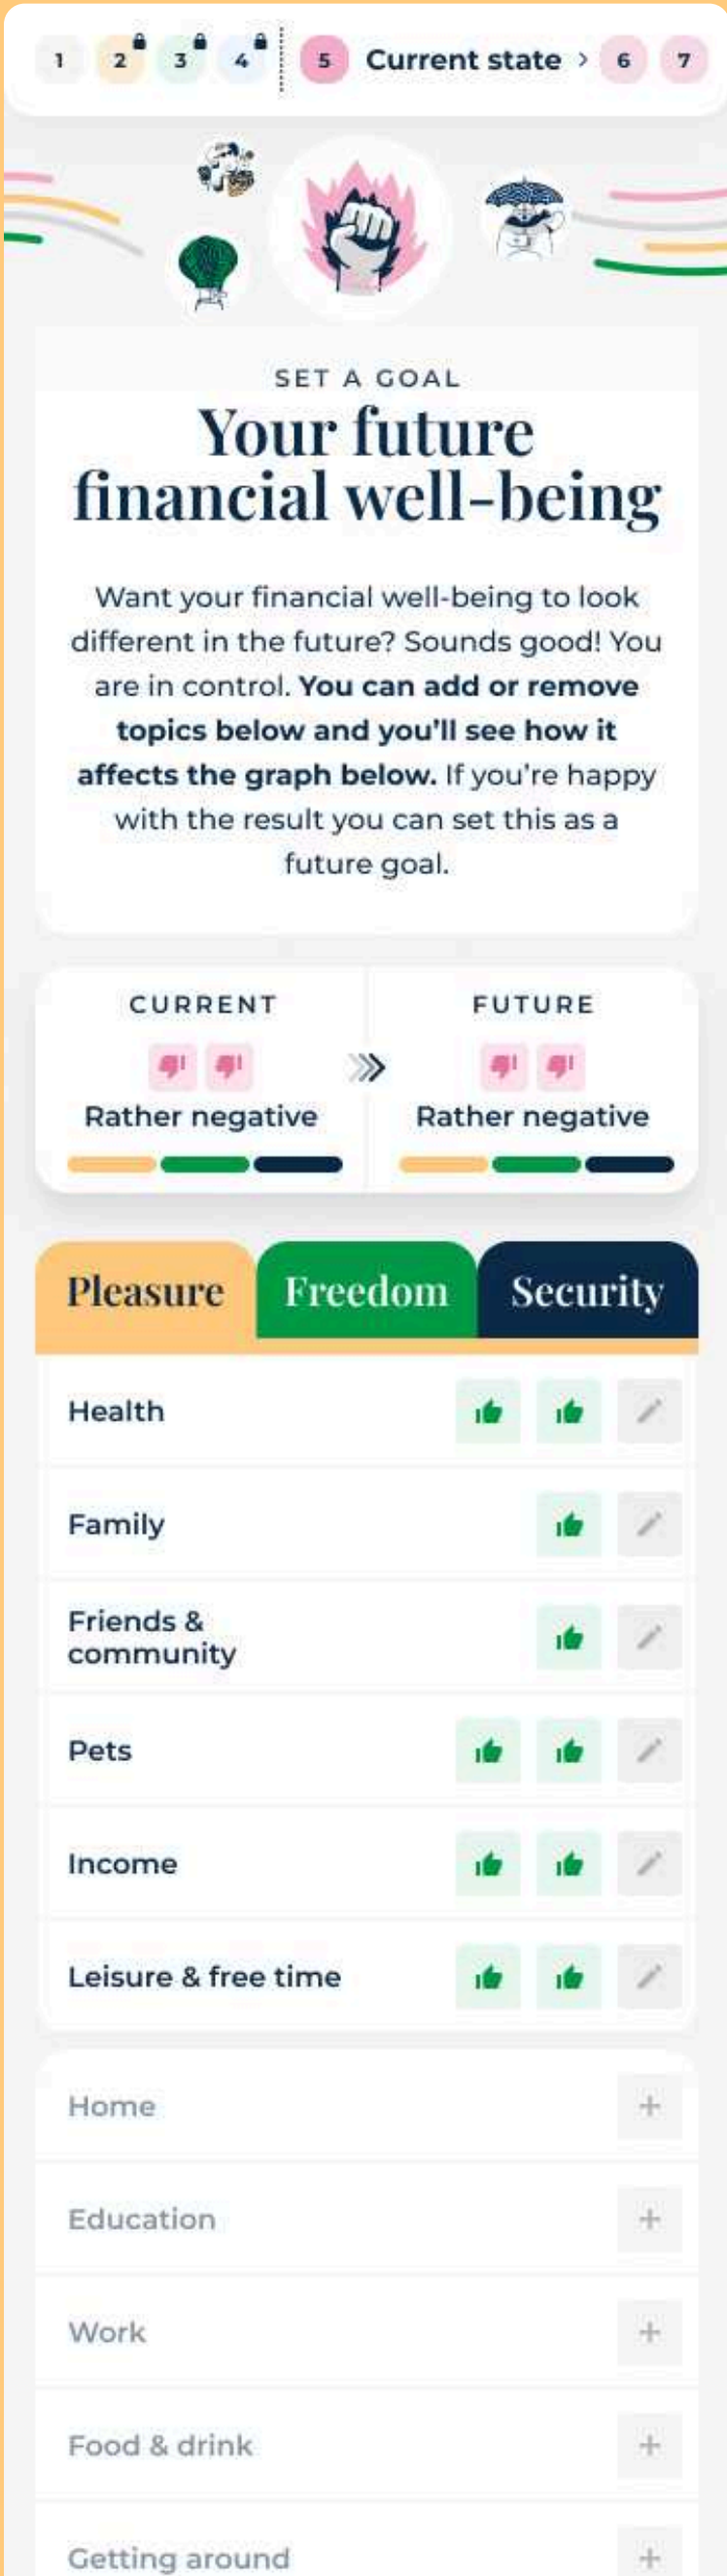 1 2 3 4 5 Current state > 6 7
SET A GOAL
Your future
financial well-being
Want your financial well-being to look
different in the future? Sounds good! You
are in control. You can add or remove
topics below and you'll see how it
affects the graph below. If you're happy
with the result you can set this as a
future goal.
CURRENT FUTURE
Rather negative Rather negative
Pleasure Freedom Security
Health
Family
Friends &
community
Pets
Income
Leisure & free time
Home
Education
Work
Food & drink
Getting around